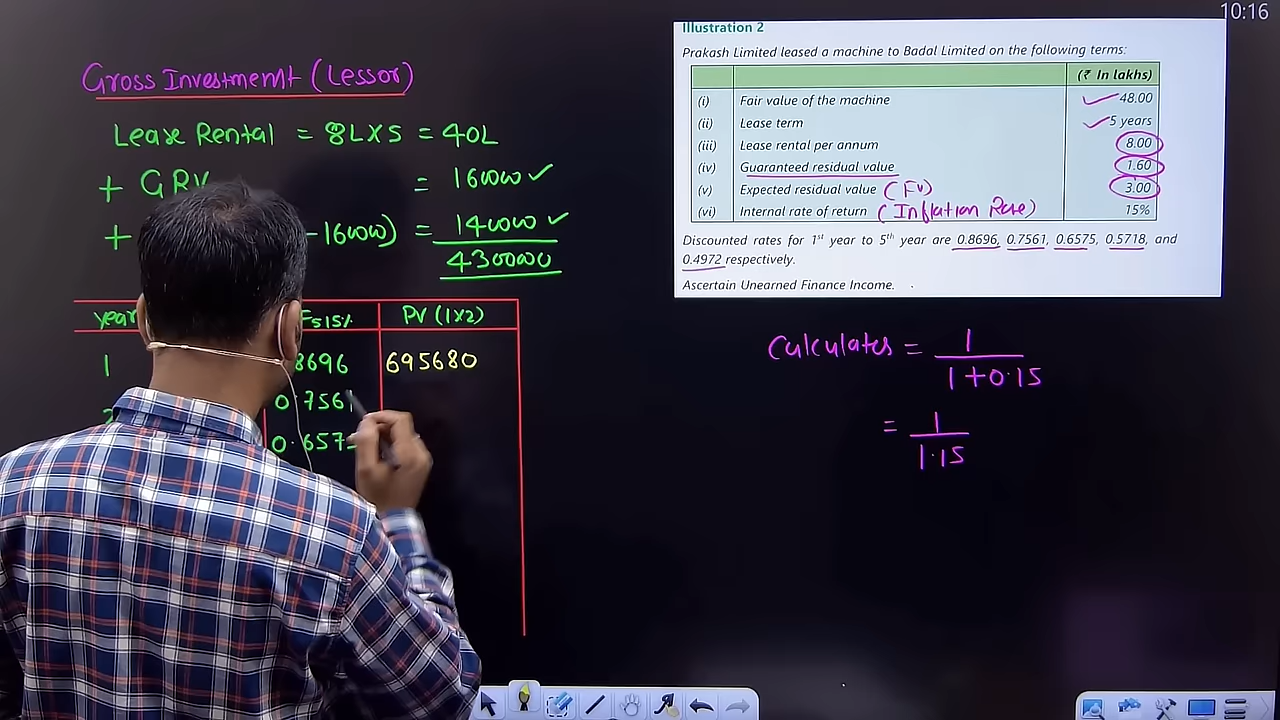 10:16
Gross Investment (Lessor)
Lease Rental = 8L×5 = 40L
+ GRV = 160000 ✓
+ -160000) = 140000 ✓
4300000
year F 15% PV (1×2)
1 8696 695680
0.7561
0.657
Illustration 2
Prakash Limited leased a machine to Badal Limited on the following terms:
(₹ In lakhs)
(i) Fair value of the machine 48.00
(ii) Lease term 5 years
(iii) Lease rental per annum 8.00
(iv) Guaranteed residual value 1.60
(v) Expected residual value (FV) 3.00
(vi) Internal rate of return (Inflation Rate) 15%
Discounted rates for 1st year to 5th year are 0.8696, 0.7561, 0.6575, 0.5718, and
0.4972 respectively.
Ascertain Unearned Finance Income.
Calculates = 1
1+0.15
= 1
1.15